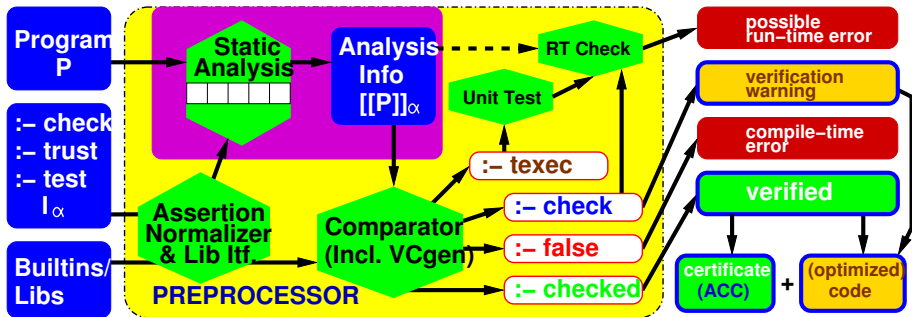 Program
P
:− check
:− trust
:− test
I α
Builtins/
Libs
Static
Analysis
Analysis
Info
[[P]]α
Assertion
Normalizer
& Lib Itf.
PREPROCESSOR
Comparator
(Incl. VCgen)
RT Check
Unit Test
:− texec
:− check
:− false
:− checked
possible
run−time error
verification
warning
compile−time
error
verified
certificate
(ACC)
+
(optimized)
code